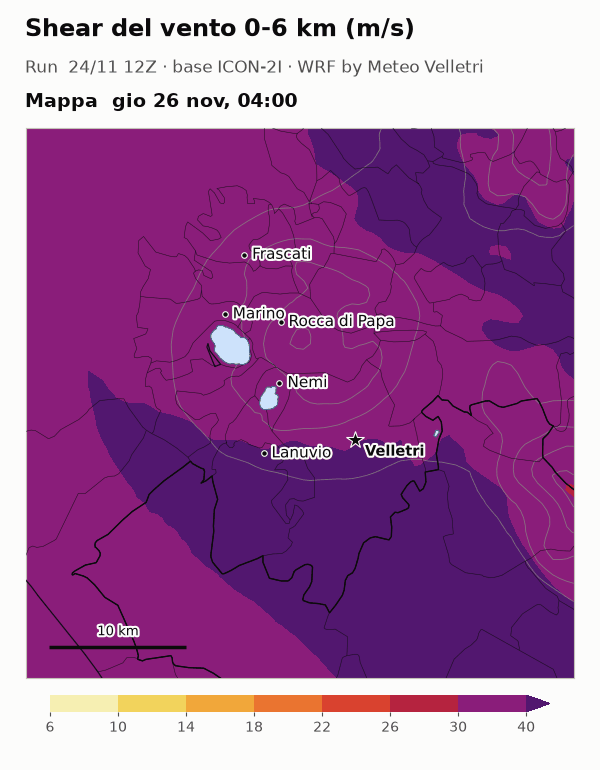 Shear del vento 0-6 km (m/s)
Run  24/11 12Z · base ICON-2I · WRF by Meteo Velletri
Mappa  gio 26 nov, 04:00
Frascati
Marino
Rocca di Papa
Nemi
Velletri
Lanuvio
10 km
6 10 14 18 22 26 30 40